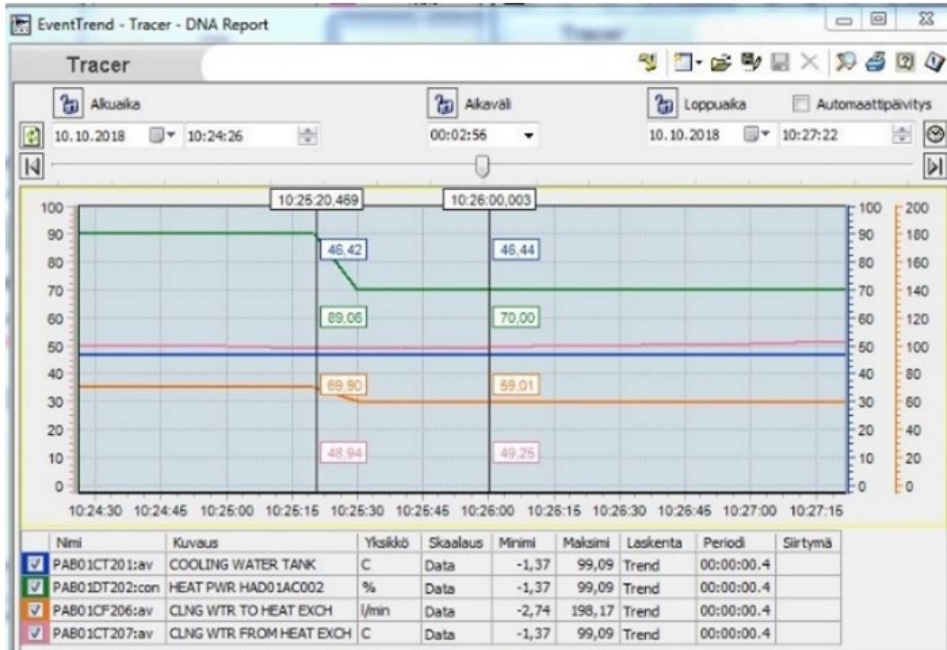 EventTrend - Tracer - DNA Report
Tracer
Alkuaika Aikaväli Loppuaika Automaattipäivitys
10.10.2018 10:24:26 00:02:56 10.10.2018 10:27:22
10:25:20,469 10:26:00,003
100 100 200
90 46,42 46,44 90 180
80 80 160
70 70 140
60 89,06 70,00 60 120
50 50 100
40 69,90 59,01 40 80
30 30 60
20 20 40
10 48,94 49,25 10 20
0 0 0
10:24:30 10:24:45 10:25:00 10:25:15 10:25:30 10:25:45 10:26:00 10:26:15 10:26:30 10:26:45 10:27:00 10:27:15
Nimi Kuvaus Yksikkö Skaalaus Minimi Maksimi Laskenta Periodi Siirtymä
PAB01CT201:av COOLING WATER TANK C Data -1,37 99,09 Trend 00:00:00.4
PAB01DT202:con HEAT PWR HAD01AC002 % Data -1,37 99,09 Trend 00:00:00.4
PAB01CF206:av CLNG WTR TO HEAT EXCH l/min Data -2,74 198,17 Trend 00:00:00.4
PAB01CT207:av CLNG WTR FROM HEAT EXCH C Data -1,37 99,09 Trend 00:00:00.4